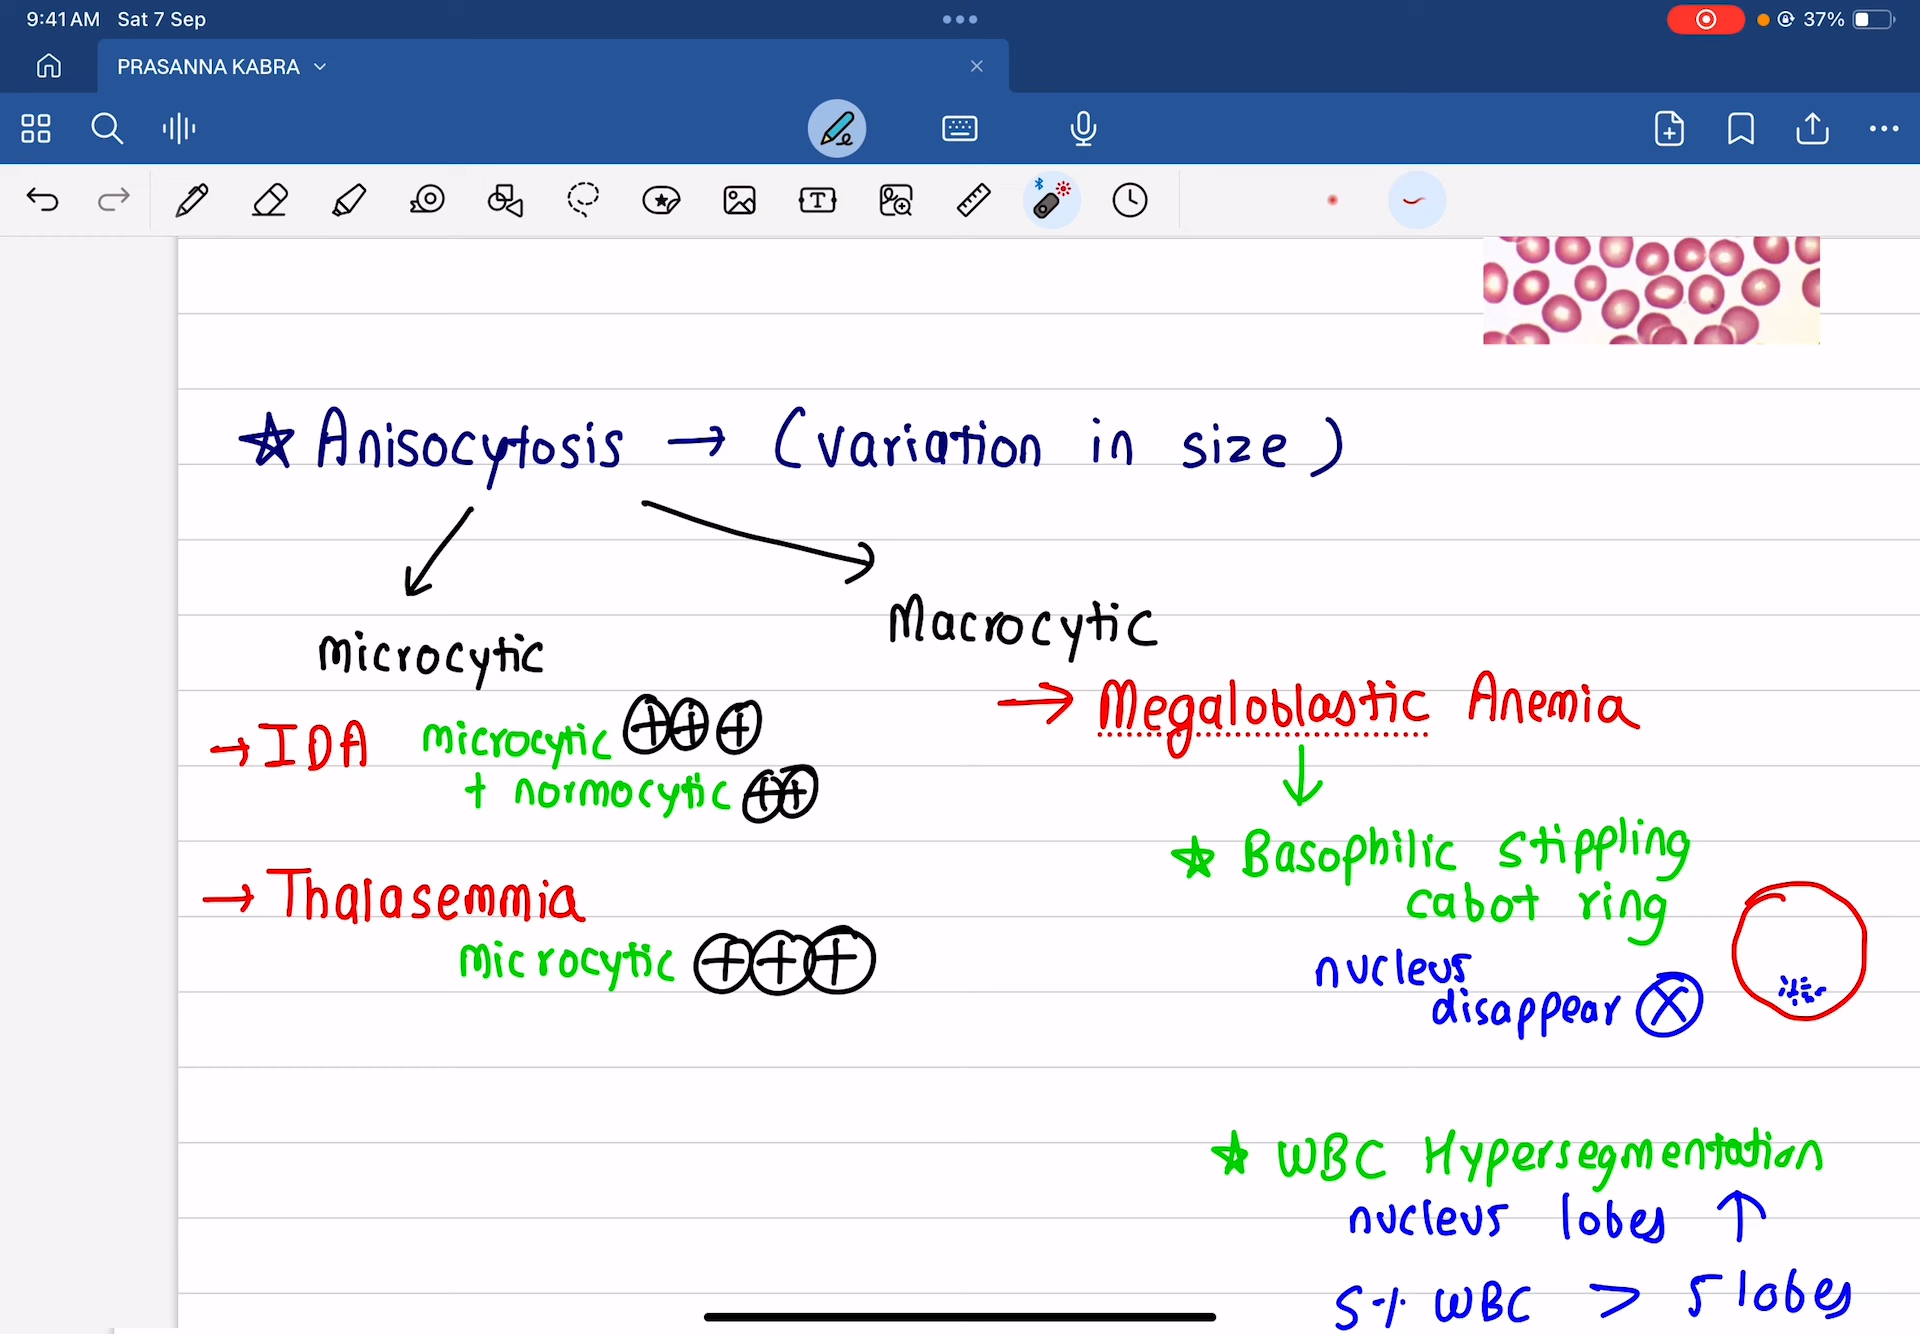 9:41 AM Sat 7 Sep
37%
PRASANNA KABRA
Anisocytosis → (variation in size)
Microcytic
Macrocytic
→ IDA microcytic +++
+ normocytic ++
→ Thalasemmia
microcytic +++
→ Megaloblastic Anemia
↓
Basophilic stippling
cabot ring
nucleus
disappear X
WBC Hypersegmentation
nucleus lobes ↑
5% WBC > 5 lobes